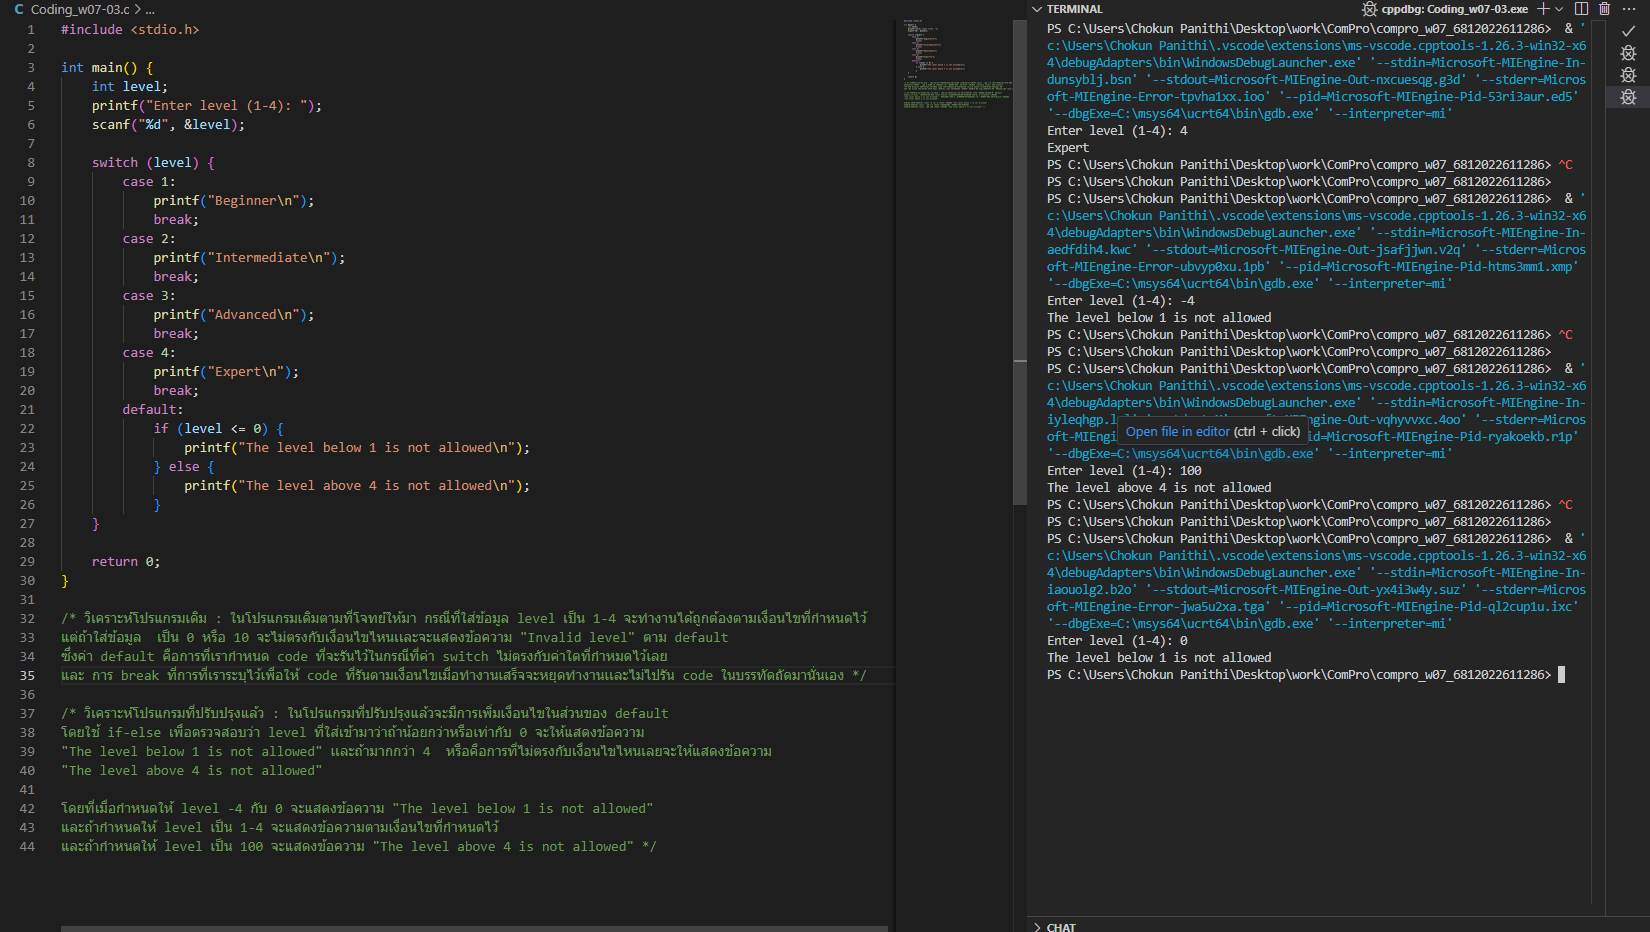 Coding_w07-03.c > ...
1 #include <stdio.h>
2
3 int main() {
4 int level;
5 printf("Enter level (1-4): ");
6 scanf("%d", &level);
7
8 switch (level) {
9 case 1:
10 printf("Beginner\n");
11 break;
12 case 2:
13 printf("Intermediate\n");
14 break;
15 case 3:
16 printf("Advanced\n");
17 break;
18 case 4:
19 printf("Expert\n");
20 break;
21 default:
22 if (level <= 0) {
23 printf("The level below 1 is not allowed\n");
24 } else {
25 printf("The level above 4 is not allowed\n");
26 }
27 }
28
29 return 0;
30 }
31
32 /* วิเคราะห์โปรแกรมเดิม : ในโปรแกรมเดิมตามที่โจทย์ให้มา กรณีที่ใส่ข้อมูล level เป็น 1-4 จะทำงานได้ถูกต้องตามเงื่อนไขที่กำหนดไว้
33 แต่ถ้าใส่ข้อมูล เป็น 0 หรือ 10 จะไม่ตรงกับเงื่อนไขไหนและจะแสดงข้อความ "Invalid level" ตาม default
34 ซึ่งค่า default คือการที่เรากำหนด code ที่จะรันไว้ในกรณีที่ค่า switch ไม่ตรงกับค่าใดที่กำหมดไว้เลย
35 และ การ break ที่การที่เราระบุไว้เพื่อให้ code ที่รันตามเงื่อนไขเมื่อทำงานเสร็จจะหยุดทำงานและไม่ไปรัน code ในบรรทัดถัดมานั่นเอง */
36
37 /* วิเคราะห์โปรแกรมที่ปรับปรุงแล้ว : ในโปรแกรมที่ปรับปรุงแล้วจะมีการเพิ่มเงื่อนไขในส่วนของ default
38 โดยใช้ if-else เพื่อตรวจสอบว่า level ที่ใส่เข้ามาว่าถ้าน้อยกว่าหรือเท่ากับ 0 จะให้แสดงข้อความ
39 "The level below 1 is not allowed" และถ้ามากกว่า 4 หรือคือการที่ไม่ตรงกับเงื่อนไขไหนเลยจะให้แสดงข้อความ
40 "The level above 4 is not allowed"
41
42 โดยที่เมื่อกำหนดให้ level -4 กับ 0 จะแสดงข้อความ "The level below 1 is not allowed"
43 และถ้ากำหนดให้ level เป็น 1-4 จะแสดงข้อความตามเงื่อนไขที่กำหนดไว้
44 และถ้ากำหนดให้ level เป็น 100 จะแสดงข้อความ "The level above 4 is not allowed" */
TERMINAL
cppdbg: Coding_w07-03.exe
PS C:\Users\Chokun Panithi\Desktop\work\ComPro\compro_w07_6812022611286> & '
c:\Users\Chokun Panithi\.vscode\extensions\ms-vscode.cpptools-1.26.3-win32-x6
4\debugAdapters\bin\WindowsDebugLauncher.exe' '--stdin=Microsoft-MIEngine-In-
dunsyblj.bsn' '--stdout=Microsoft-MIEngine-Out-nxcuesqg.g3d' '--stderr=Micros
oft-MIEngine-Error-tpvha1xx.ioo' '--pid=Microsoft-MIEngine-Pid-53ri3aur.ed5'
'--dbgExe=C:\msys64\ucrt64\bin\gdb.exe' '--interpreter=mi'
Enter level (1-4): 4
Expert
PS C:\Users\Chokun Panithi\Desktop\work\ComPro\compro_w07_6812022611286> ^C
PS C:\Users\Chokun Panithi\Desktop\work\ComPro\compro_w07_6812022611286>
PS C:\Users\Chokun Panithi\Desktop\work\ComPro\compro_w07_6812022611286> & '
c:\Users\Chokun Panithi\.vscode\extensions\ms-vscode.cpptools-1.26.3-win32-x6
4\debugAdapters\bin\WindowsDebugLauncher.exe' '--stdin=Microsoft-MIEngine-In-
aedfdih4.kwc' '--stdout=Microsoft-MIEngine-Out-jsafjjwn.v2q' '--stderr=Micros
oft-MIEngine-Error-ubvyp0xu.1pb' '--pid=Microsoft-MIEngine-Pid-htms3mm1.xmp'
'--dbgExe=C:\msys64\ucrt64\bin\gdb.exe' '--interpreter=mi'
Enter level (1-4): -4
The level below 1 is not allowed
PS C:\Users\Chokun Panithi\Desktop\work\ComPro\compro_w07_6812022611286> ^C
PS C:\Users\Chokun Panithi\Desktop\work\ComPro\compro_w07_6812022611286>
PS C:\Users\Chokun Panithi\Desktop\work\ComPro\compro_w07_6812022611286> & '
c:\Users\Chokun Panithi\.vscode\extensions\ms-vscode.cpptools-1.26.3-win32-x6
4\debugAdapters\bin\WindowsDebugLauncher.exe' '--stdin=Microsoft-MIEngine-In-
iyleqhgp. ngine-Out-vqhyvvxc.4oo' '--stderr=Micros
oft-MIEngi id=Microsoft-MIEngine-Pid-ryakoekb.r1p'
Open file in editor (ctrl + click)
'--dbgExe=C:\msys64\ucrt64\bin\gdb.exe' '--interpreter=mi'
Enter level (1-4): 100
The level above 4 is not allowed
PS C:\Users\Chokun Panithi\Desktop\work\ComPro\compro_w07_6812022611286> ^C
PS C:\Users\Chokun Panithi\Desktop\work\ComPro\compro_w07_6812022611286>
PS C:\Users\Chokun Panithi\Desktop\work\ComPro\compro_w07_6812022611286> & '
c:\Users\Chokun Panithi\.vscode\extensions\ms-vscode.cpptools-1.26.3-win32-x6
4\debugAdapters\bin\WindowsDebugLauncher.exe' '--stdin=Microsoft-MIEngine-In-
iaouolg2.b2o' '--stdout=Microsoft-MIEngine-Out-yx4i3w4y.suz' '--stderr=Micros
oft-MIEngine-Error-jwa5u2xa.tga' '--pid=Microsoft-MIEngine-Pid-ql2cup1u.ixc'
'--dbgExe=C:\msys64\ucrt64\bin\gdb.exe' '--interpreter=mi'
Enter level (1-4): 0
The level below 1 is not allowed
PS C:\Users\Chokun Panithi\Desktop\work\ComPro\compro_w07_6812022611286>
CHAT